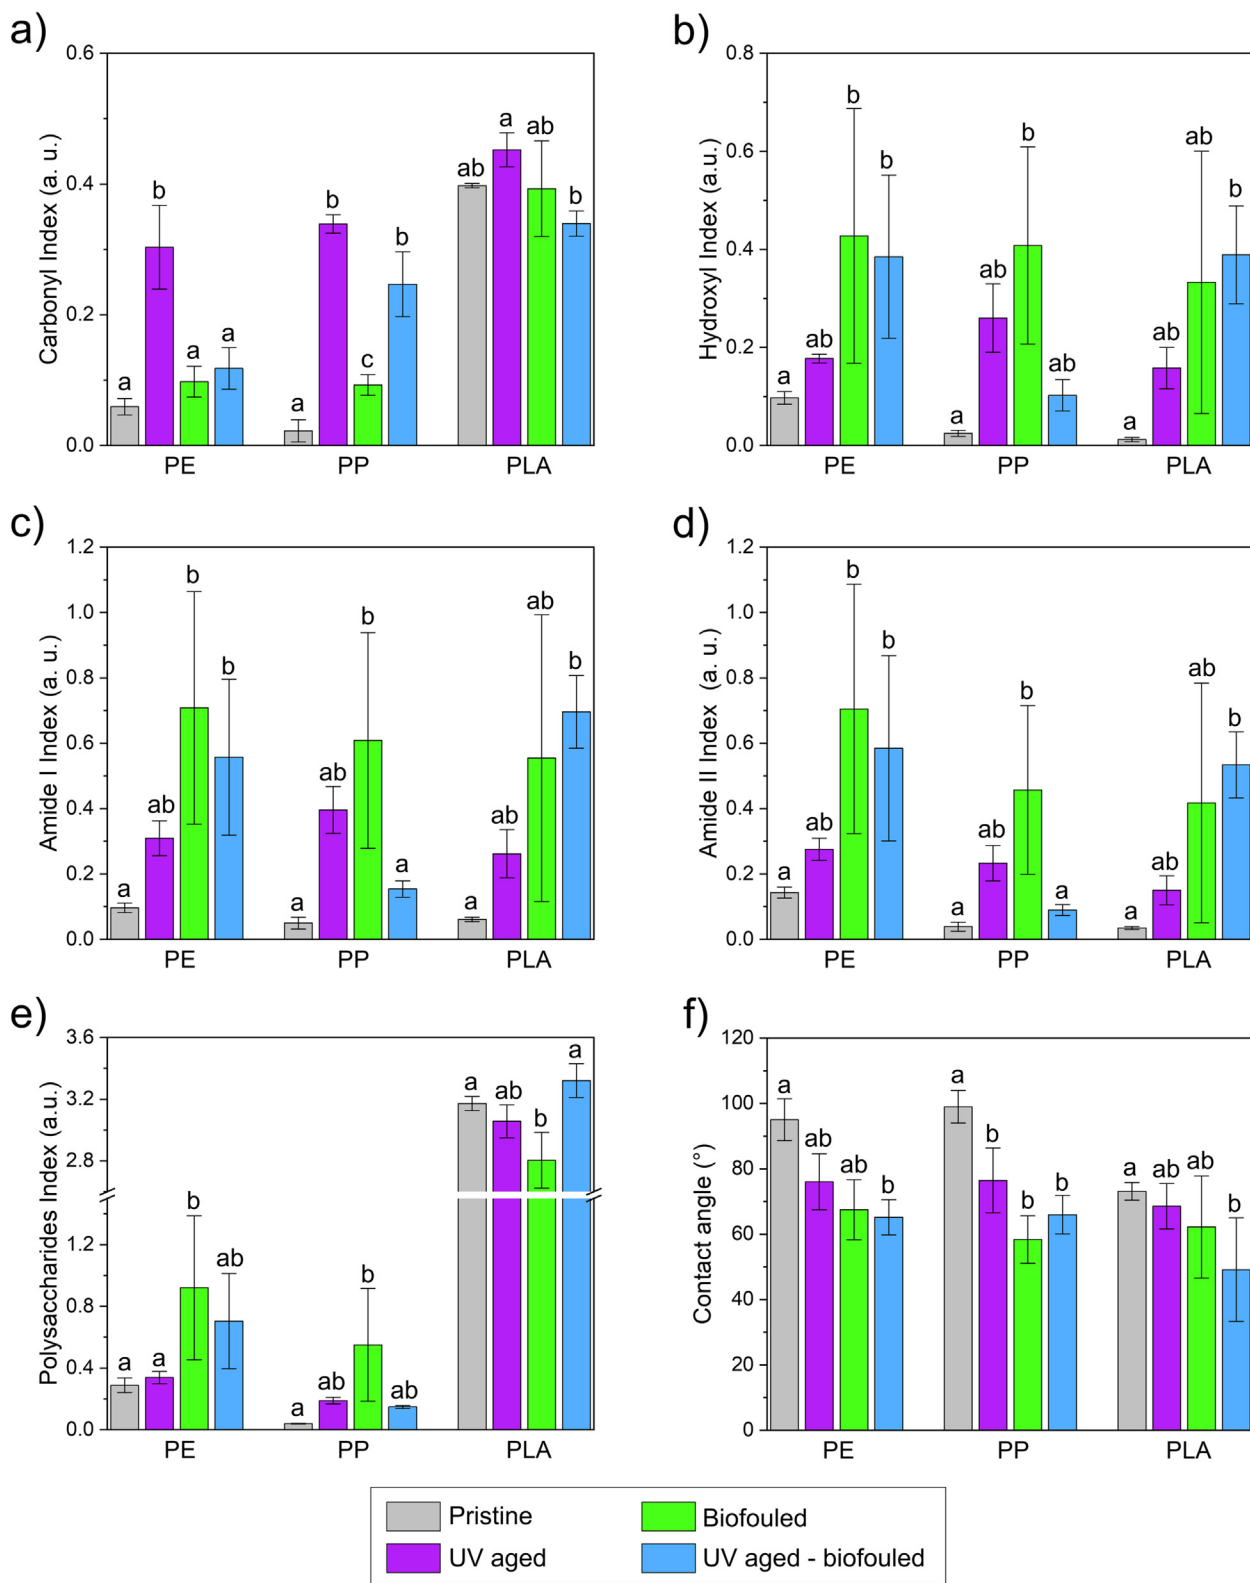 a)
0.6
0.4
0.2
0.0
Carbonyl Index (a. u.)
a
b
a
a
a
b
c
b
ab
a
ab
b
PE
PP
PLA
b)
0.8
0.6
0.4
0.2
0.0
Hydroxyl Index (a.u.)
a
ab
b
b
a
ab
b
ab
a
ab
ab
b
PE
PP
PLA
c)
1.2
1.0
0.8
0.6
0.4
0.2
0.0
Amide I Index (a. u.)
a
ab
b
b
a
ab
b
a
a
ab
ab
b
PE
PP
PLA
d)
1.2
1.0
0.8
0.6
0.4
0.2
0.0
Amide II Index (a. u.)
a
ab
b
b
a
ab
b
a
a
ab
ab
b
PE
PP
PLA
e)
3.6
3.2
2.8
1.2
0.8
0.4
0.0
Polysaccharides Index (a.u.)
a
a
b
ab
a
ab
b
ab
a
ab
b
a
PE
PP
PLA
f)
120
100
80
60
40
20
0
Contact angle (°)
a
ab
ab
b
a
b
b
b
a
ab
ab
b
PE
PP
PLA
Pristine
Biofouled
UV aged
UV aged - biofouled